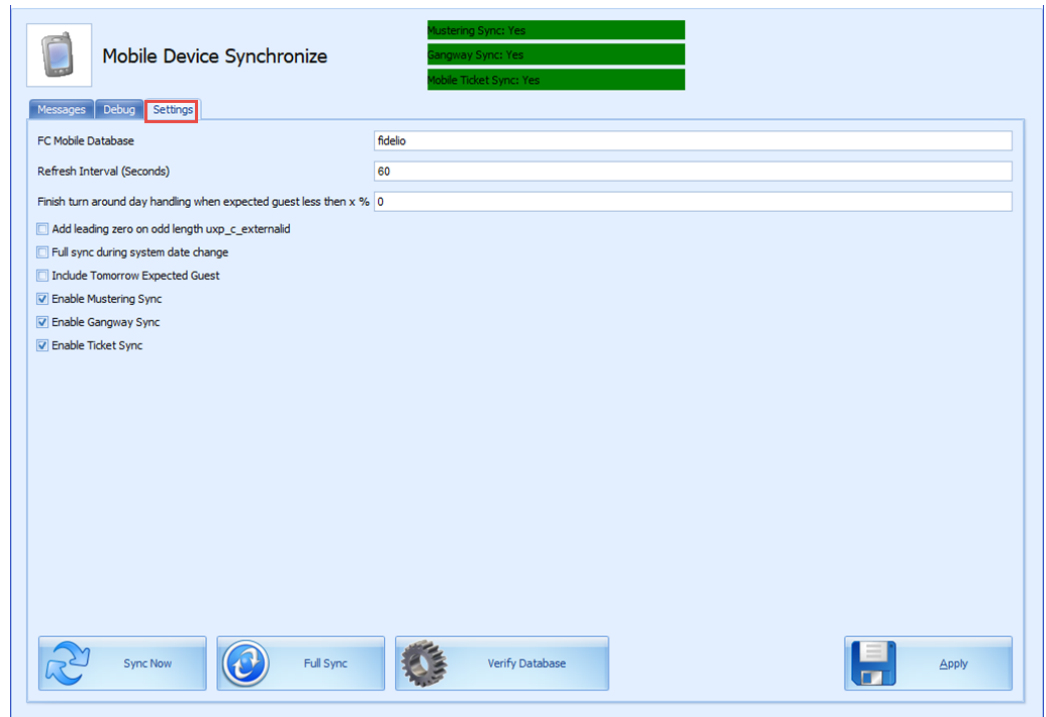 Mobile Device Synchronize
Mustering Sync: Yes
Gangway Sync: Yes
Mobile Ticket Sync: Yes
Messages Debug Settings
FC Mobile Database fidelio
Refresh Interval (Seconds) 60
Finish turn around day handling when expected guest less then x % 0
Add leading zero on odd length uxp_c_externalid
Full sync during system date change
Include Tomorrow Expected Guest
Enable Mustering Sync
Enable Gangway Sync
Enable Ticket Sync
Sync Now Full Sync Verify Database Apply